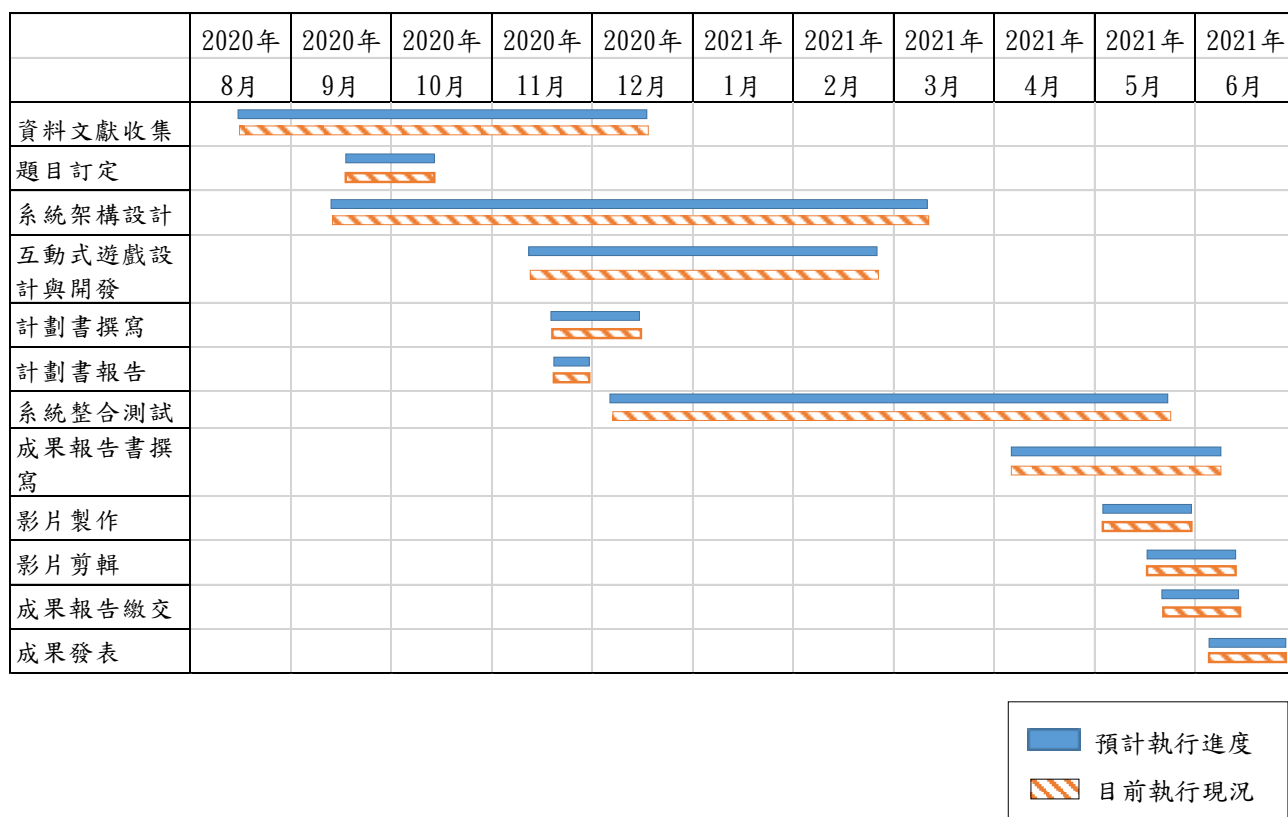 2020年 2020年 2020年 2020年 2020年 2021年 2021年 2021年 2021年 2021年 2021年
8月 9月 10月 11月 12月 1月 2月 3月 4月 5月 6月
資料文獻收集
題目訂定
系統架構設計
互動式遊戲設
計與開發
計劃書撰寫
計劃書報告
系統整合測試
成果報告書撰
寫
影片製作
影片剪輯
成果報告繳交
成果發表
預計執行進度
目前執行現況